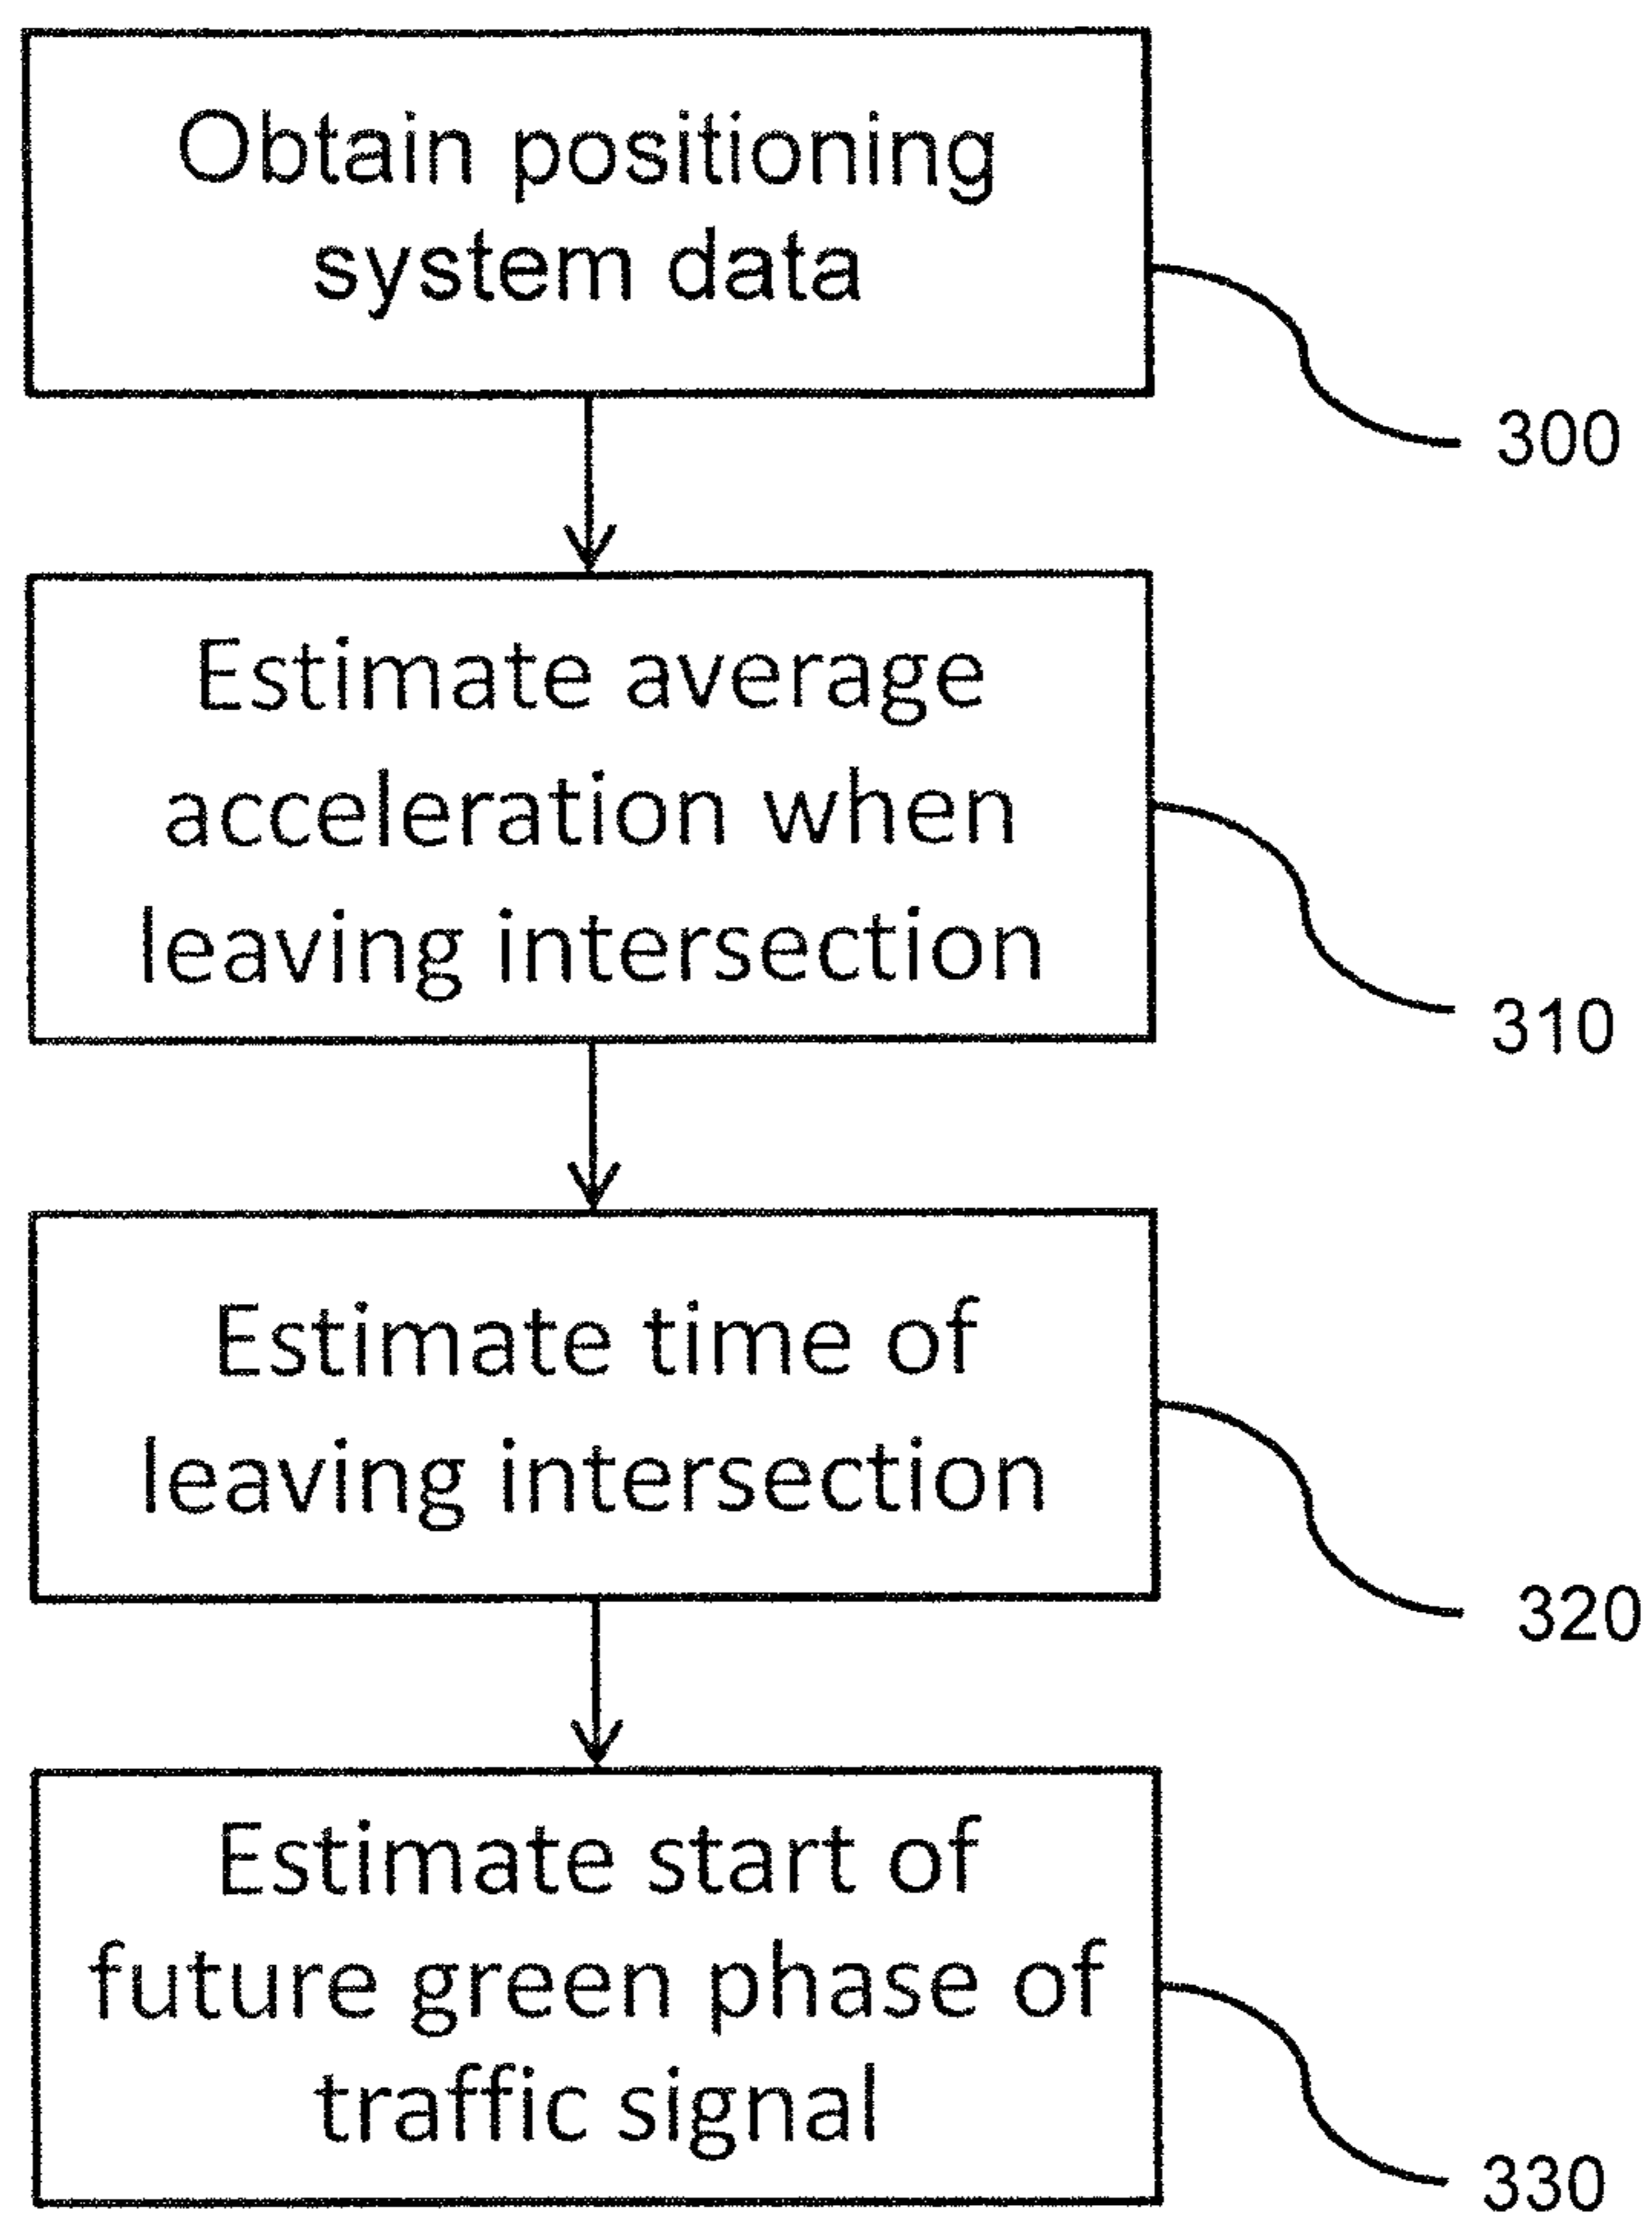 Obtain positioning
system data
300
Estimate average
acceleration when
leaving intersection
310
Estimate time of
leaving intersection
320
Estimate start of
future green phase of
traffic signal
330